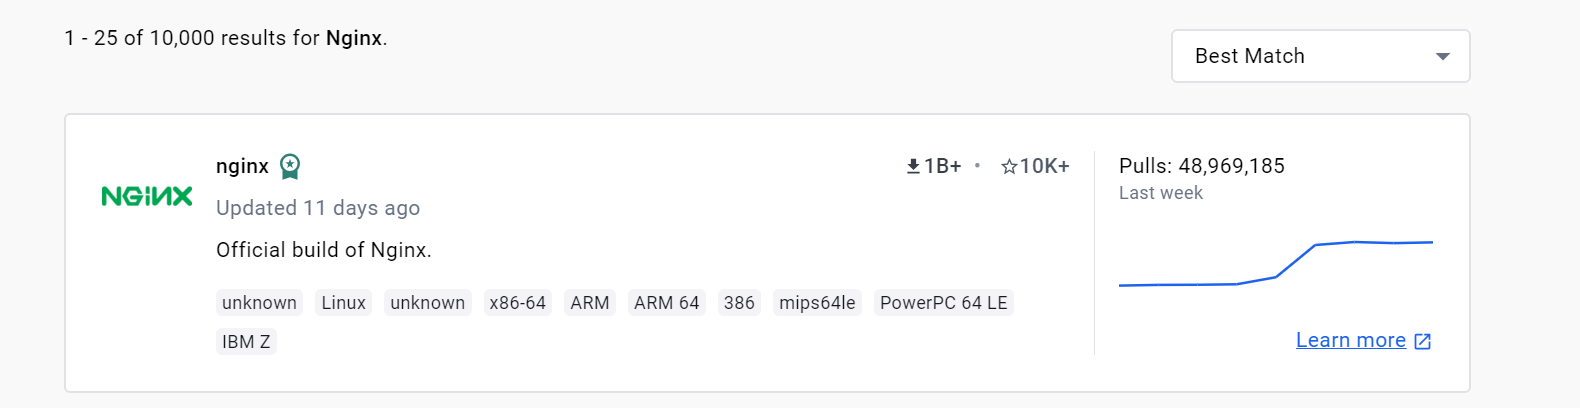 1 - 25 of 10,000 results for Nginx.
Best Match
NGINX
nginx
Updated 11 days ago
Official build of Nginx.
unknown Linux unknown x86-64 ARM ARM 64 386 mips64le PowerPC 64 LE
IBM Z
1B+ • 10K+
Pulls: 48,969,185
Last week
Learn more